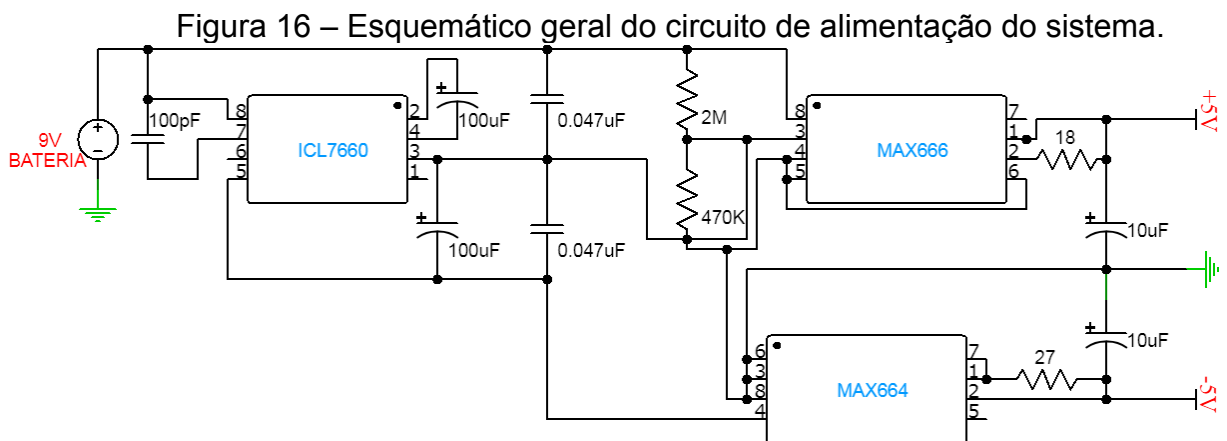 Figura 16 – Esquemático geral do circuito de alimentação do sistema.
9V
BATERIA
100pF
8
7
6
5
ICL7660
2
4
3
1
100uF
100uF
0.047uF
0.047uF
2M
470K
8
3
4
5
MAX666
7
1
2
6
18
+5V
10uF
10uF
6
3
8
4
MAX664
7
1
2
5
27
-5V